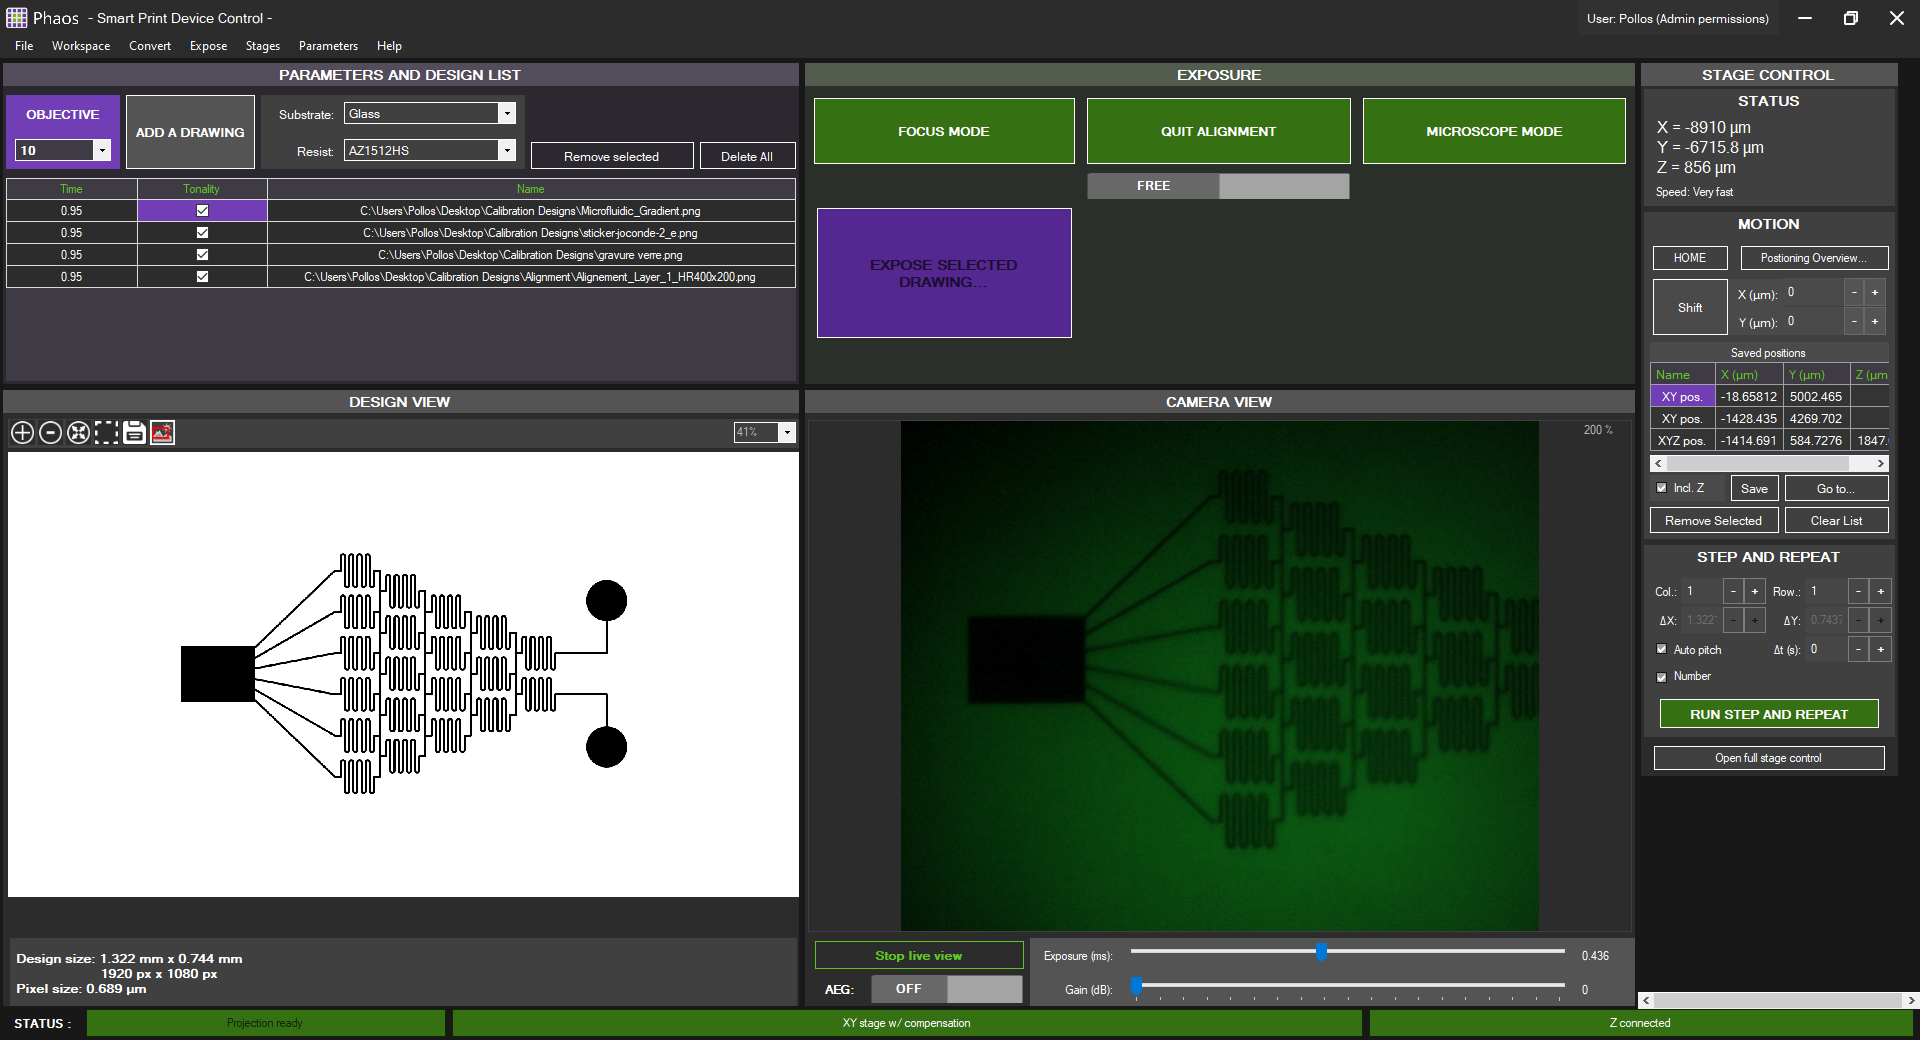 Phaos - Smart Print Device Control -
User: Pollos (Admin permissions)
File Workspace Convert Expose Stages Parameters Help
PARAMETERS AND DESIGN LIST
OBJECTIVE
10
ADD A DRAWING
Substrate: Glass
Resist: AZ1512HS
Remove selected Delete All
Time Tonality Name
0.95 C:\Users\Pollos\Desktop\Calibration Designs\Microfluidic_Gradient.png
0.95 C:\Users\Pollos\Desktop\Calibration Designs\sticker-joconde-2_e.png
0.95 C:\Users\Pollos\Desktop\Calibration Designs\gravure verre.png
0.95 C:\Users\Pollos\Desktop\Calibration Designs\Alignment\Alignement_Layer_1_HR400x200.png
EXPOSURE
FOCUS MODE QUIT ALIGNMENT MICROSCOPE MODE
FREE
EXPOSE SELECTED
DRAWING...
DESIGN VIEW
41%
Design size: 1.322 mm x 0.744 mm
1920 px x 1080 px
Pixel size: 0.689 µm
CAMERA VIEW
200 %
Stop live view
AEG: OFF
Exposure (ms): 0.436
Gain (dB): 0
STAGE CONTROL
STATUS
X = -8910 µm
Y = -6715.8 µm
Z = 856 µm
Speed: Very fast
MOTION
HOME Postioning Overview...
Shift
X (µm): 0 - +
Y (µm): 0 - +
Saved positions
Name X (µm) Y (µm) Z (µm
XY pos. -18.65812 5002.465
XY pos. -1428.435 4269.702
XYZ pos. -1414.691 584.7276 1847.
Incl. Z Save Go to...
Remove Selected Clear List
STEP AND REPEAT
Col.: 1 - + Row.: 1 - +
ΔX: 1.322 - + ΔY: 0.7437 - +
Auto pitch Δt (s): 0 - +
Number
RUN STEP AND REPEAT
Open full stage control
STATUS : Projection ready XY stage w/ compensation Z connected